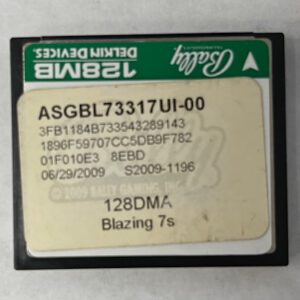 128MB
DELKIN DEVICES.
Bally
ASGBL73317UI-00
3FB1184B733543289143
1896F59707CC5DB9F782
01F010E3 8EBD
06/29/2009 S2009-1196
© 2009 BALLY GAMING, INC.
128DMA
Blazing 7s